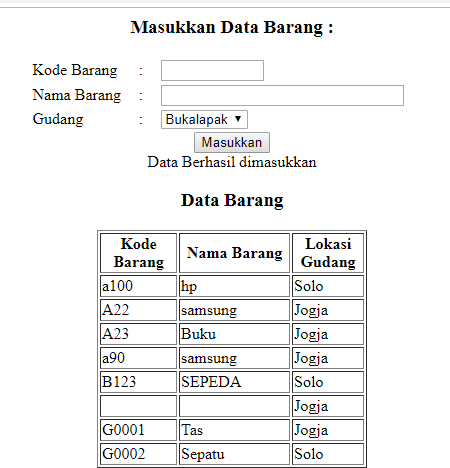 Masukkan Data Barang :
Kode Barang :
Nama Barang :
Gudang : Bukalapak
Masukkan
Data Berhasil dimasukkan
Data Barang
Kode Barang Nama Barang Lokasi Gudang
a100 hp Solo
A22 samsung Jogja
A23 Buku Jogja
a90 samsung Jogja
B123 SEPEDA Solo
Jogja
G0001 Tas Jogja
G0002 Sepatu Solo